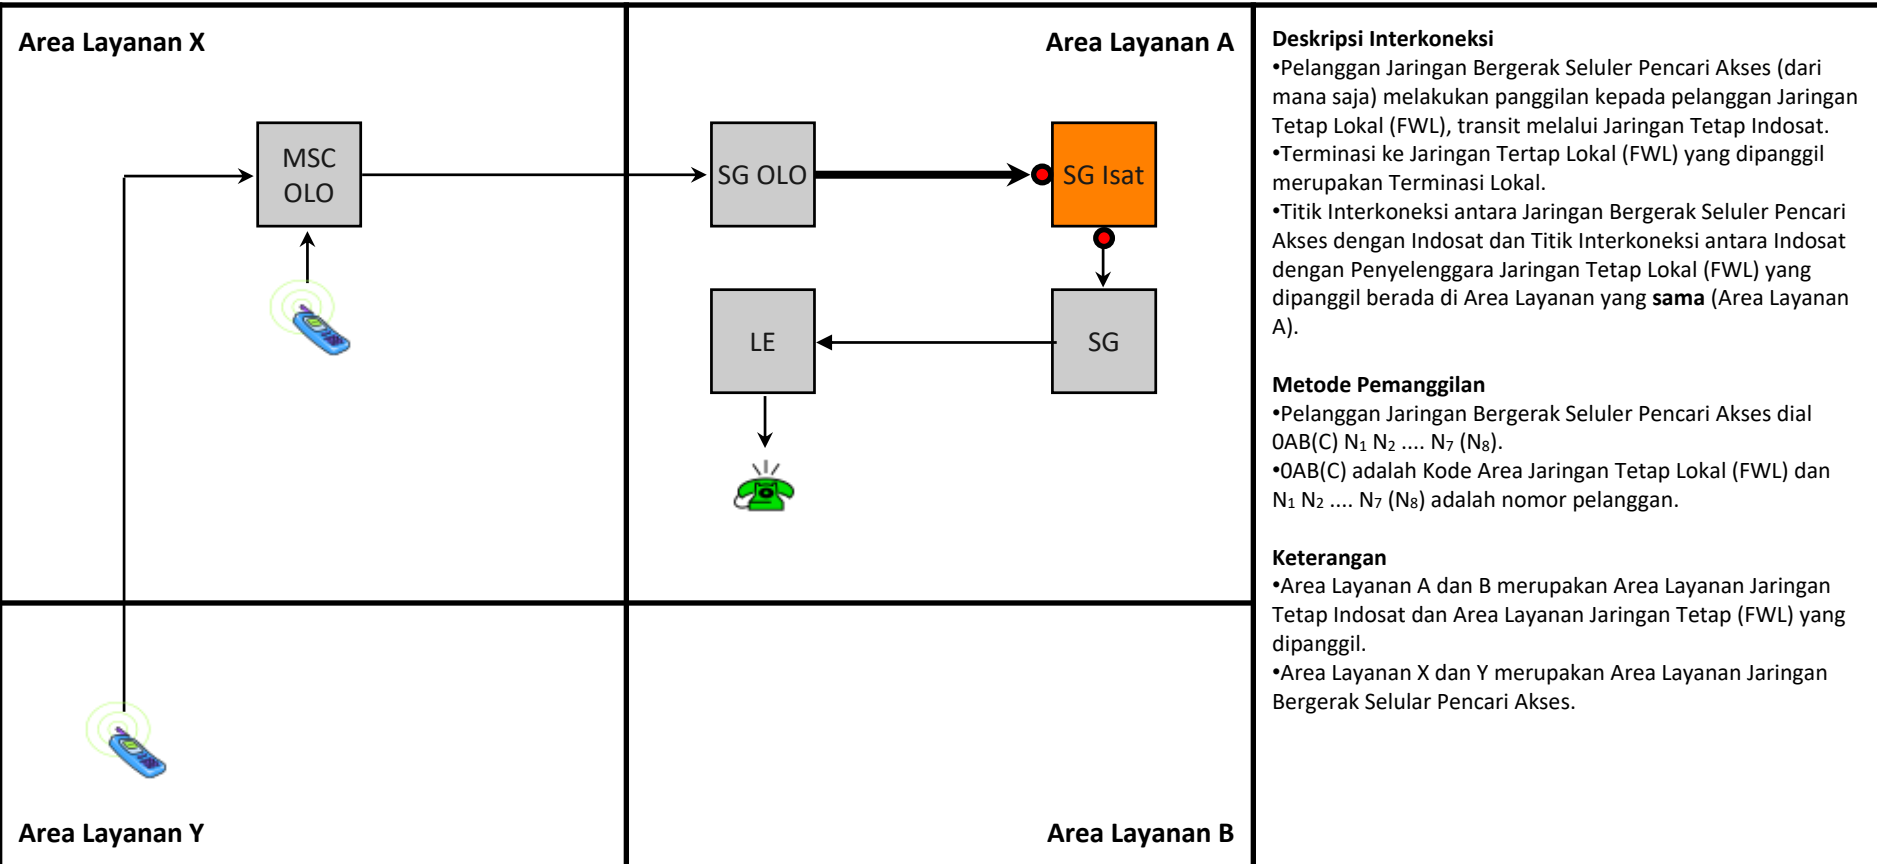 Area Layanan X
Area Layanan A
MSC
OLO
SG OLO
SG Isat
LE
SG
Area Layanan Y
Area Layanan B
Deskripsi Interkoneksi
•Pelanggan Jaringan Bergerak Seluler Pencari Akses (dari
mana saja) melakukan panggilan kepada pelanggan Jaringan
Tetap Lokal (FWL), transit melalui Jaringan Tetap Indosat.
•Terminasi ke Jaringan Tertap Lokal (FWL) yang dipanggil
merupakan Terminasi Lokal.
•Titik Interkoneksi antara Jaringan Bergerak Seluler Pencari
Akses dengan Indosat dan Titik Interkoneksi antara Indosat
dengan Penyelenggara Jaringan Tetap Lokal (FWL) yang
dipanggil berada di Area Layanan yang sama (Area Layanan
A).
Metode Pemanggilan
•Pelanggan Jaringan Bergerak Seluler Pencari Akses dial
0AB(C) N₁ N₂ .... N₇ (N₈).
•0AB(C) adalah Kode Area Jaringan Tetap Lokal (FWL) dan
N₁ N₂ .... N₇ (N₈) adalah nomor pelanggan.
Keterangan
•Area Layanan A dan B merupakan Area Layanan Jaringan
Tetap Indosat dan Area Layanan Jaringan Tetap (FWL) yang
dipanggil.
•Area Layanan X dan Y merupakan Area Layanan Jaringan
Bergerak Selular Pencari Akses.